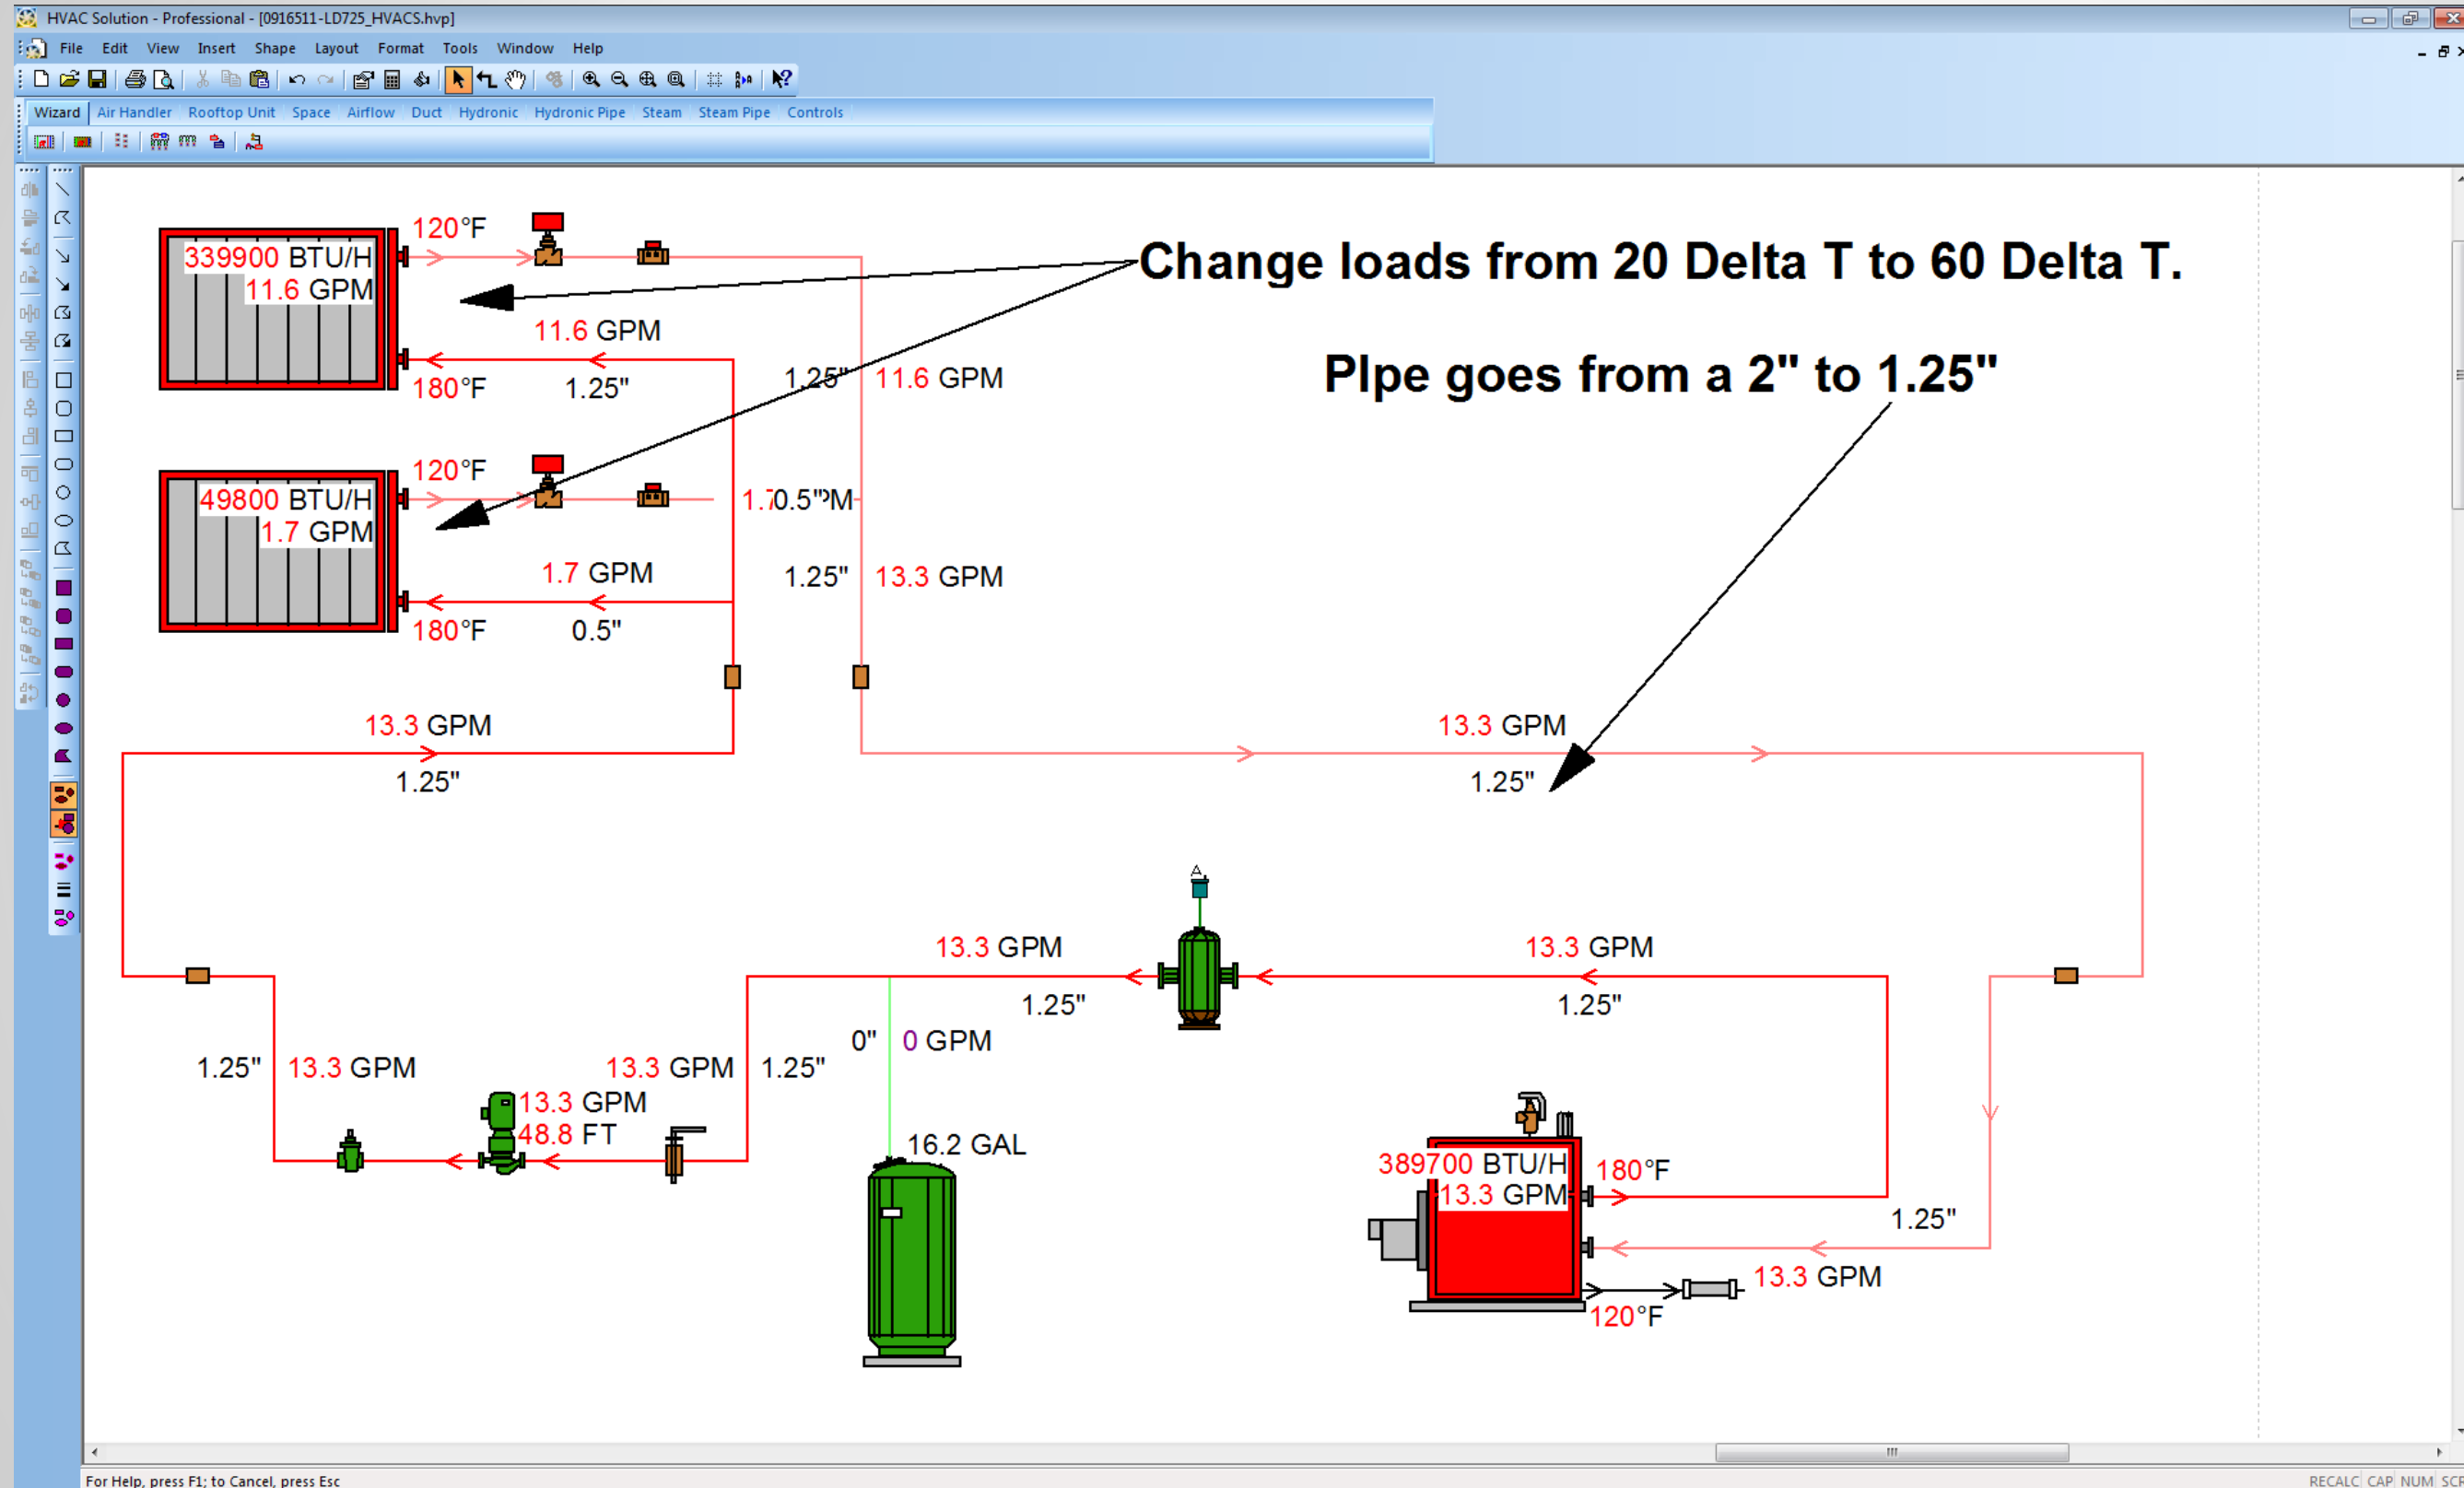 HVAC Solution - Professional - [0916511-LD725_HVACS.hvp]
File Edit View Insert Shape Layout Format Tools Window Help
Wizard Air Handler Rooftop Unit Space Airflow Duct Hydronic Hydronic Pipe Steam Steam Pipe Controls
120°F
339900 BTU/H
11.6 GPM
Change loads from 20 Delta T to 60 Delta T.
11.6 GPM
180°F 1.25"
1.25" 11.6 GPM
PIpe goes from a 2" to 1.25"
120°F
49800 BTU/H
1.7 GPM
1.7 0.5" PM
1.7 GPM
1.25" 13.3 GPM
180°F 0.5"
13.3 GPM
1.25"
13.3 GPM
1.25"
A
13.3 GPM
1.25"
13.3 GPM
1.25"
0" 0 GPM
1.25" 13.3 GPM
13.3 GPM 1.25"
13.3 GPM
48.8 FT
16.2 GAL
389700 BTU/H
13.3 GPM
180°F
1.25"
13.3 GPM
120°F
For Help, press F1; to Cancel, press Esc
RECALC CAP NUM SCR